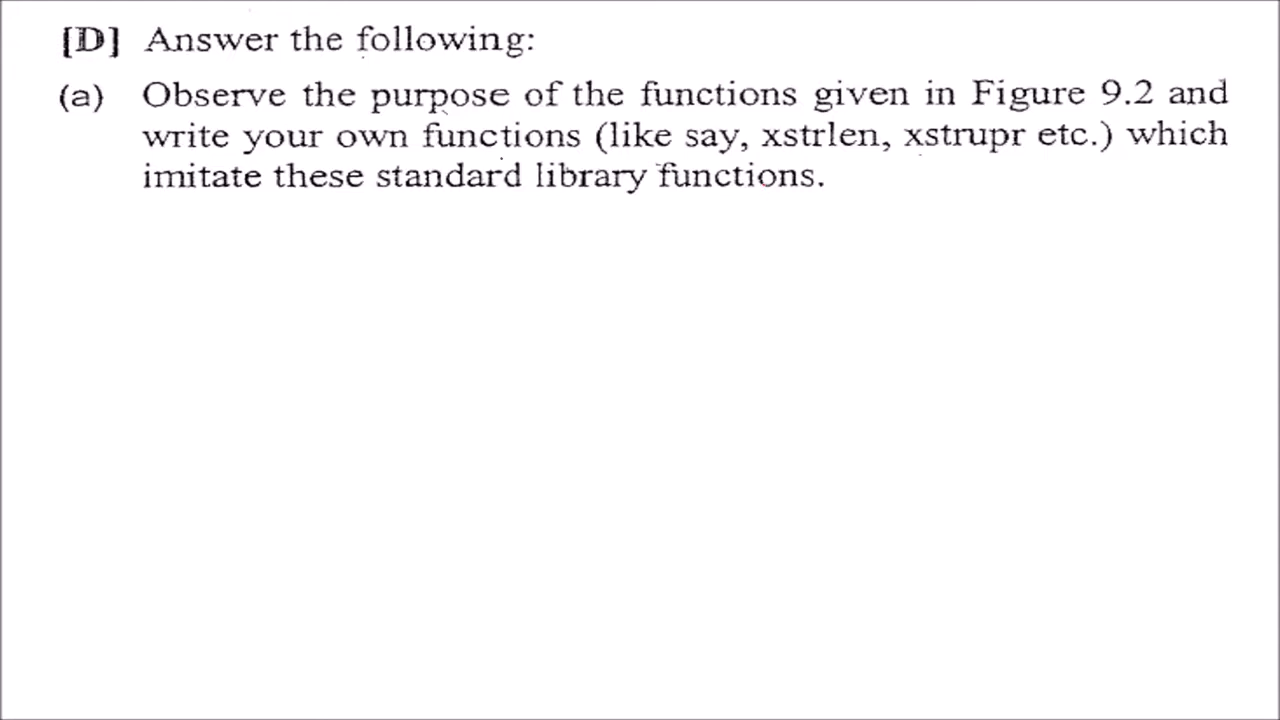 [D] Answer the following:
(a) Observe the purpose of the functions given in Figure 9.2 and
write your own functions (like say, xstrlen, xstrupr etc.) which
imitate these standard library functions.